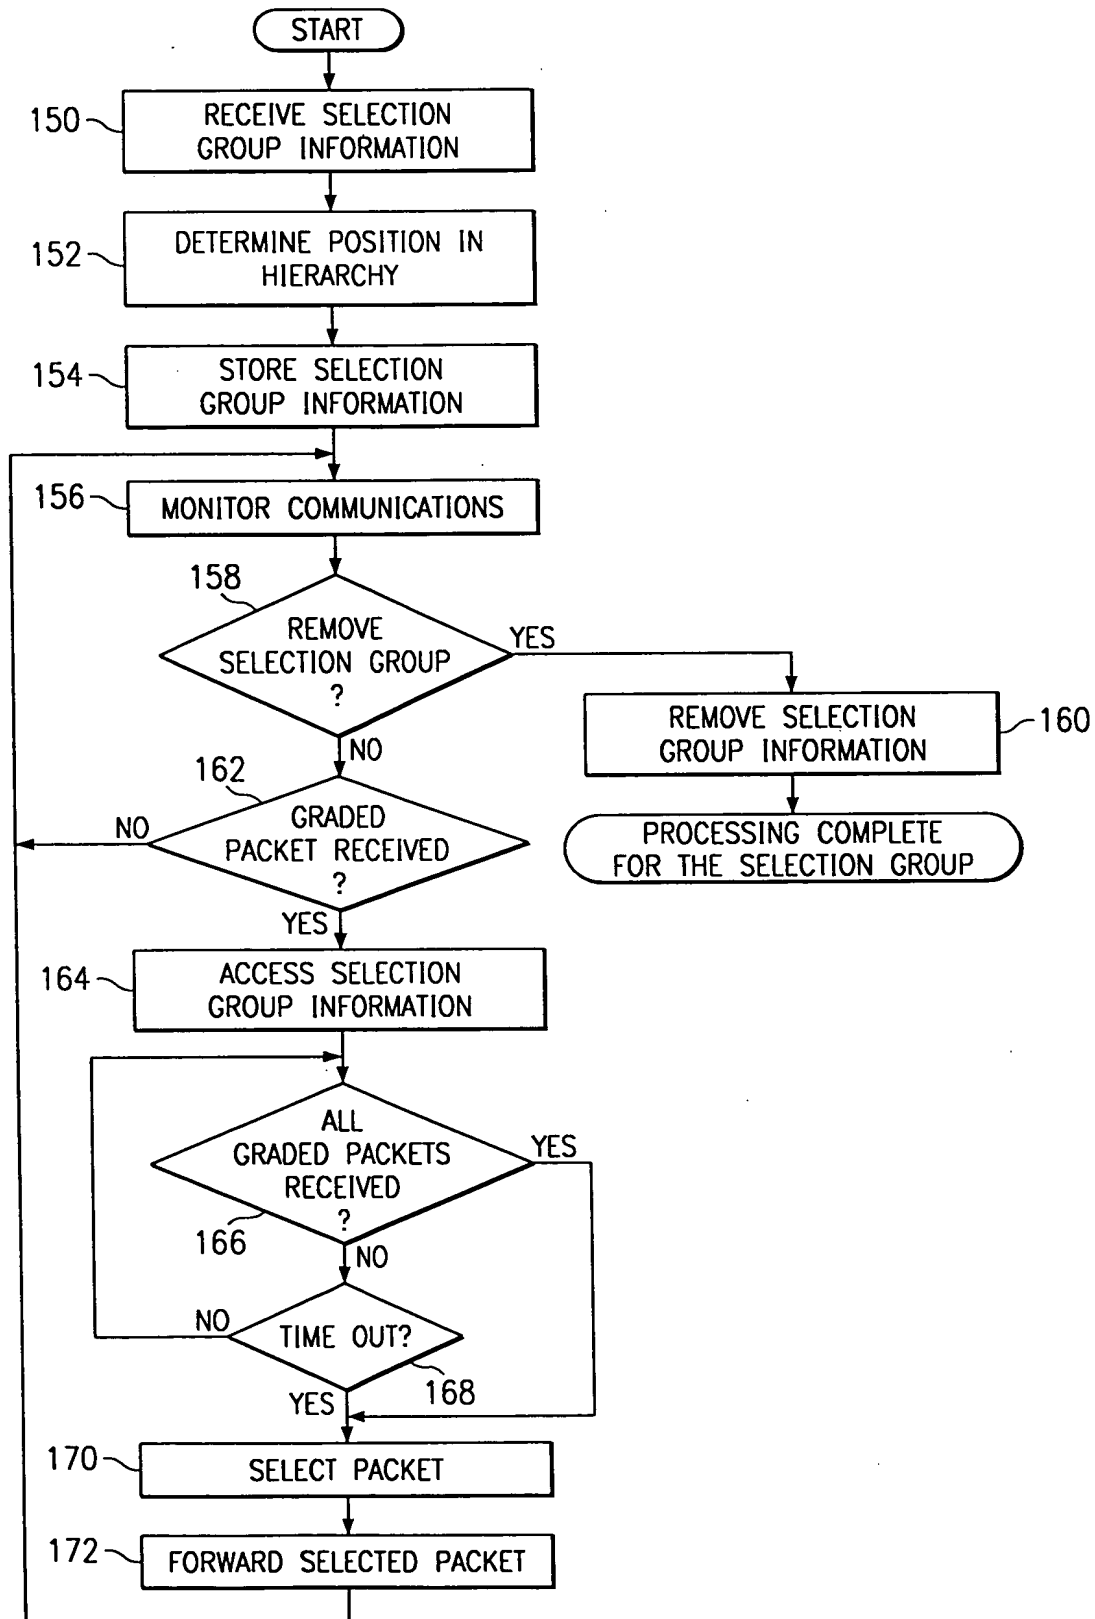 START
150
RECEIVE SELECTION
GROUP INFORMATION
152
DETERMINE POSITION IN
HIERARCHY
154
STORE SELECTION
GROUP INFORMATION
156
MONITOR COMMUNICATIONS
158
REMOVE
SELECTION GROUP
?
YES
NO
REMOVE SELECTION
GROUP INFORMATION
160
PROCESSING COMPLETE
FOR THE SELECTION GROUP
162
GRADED
PACKET RECEIVED
?
NO
YES
164
ACCESS SELECTION
GROUP INFORMATION
ALL
GRADED PACKETS
RECEIVED
?
YES
166
NO
TIME OUT?
NO
168
YES
170
SELECT PACKET
172
FORWARD SELECTED PACKET